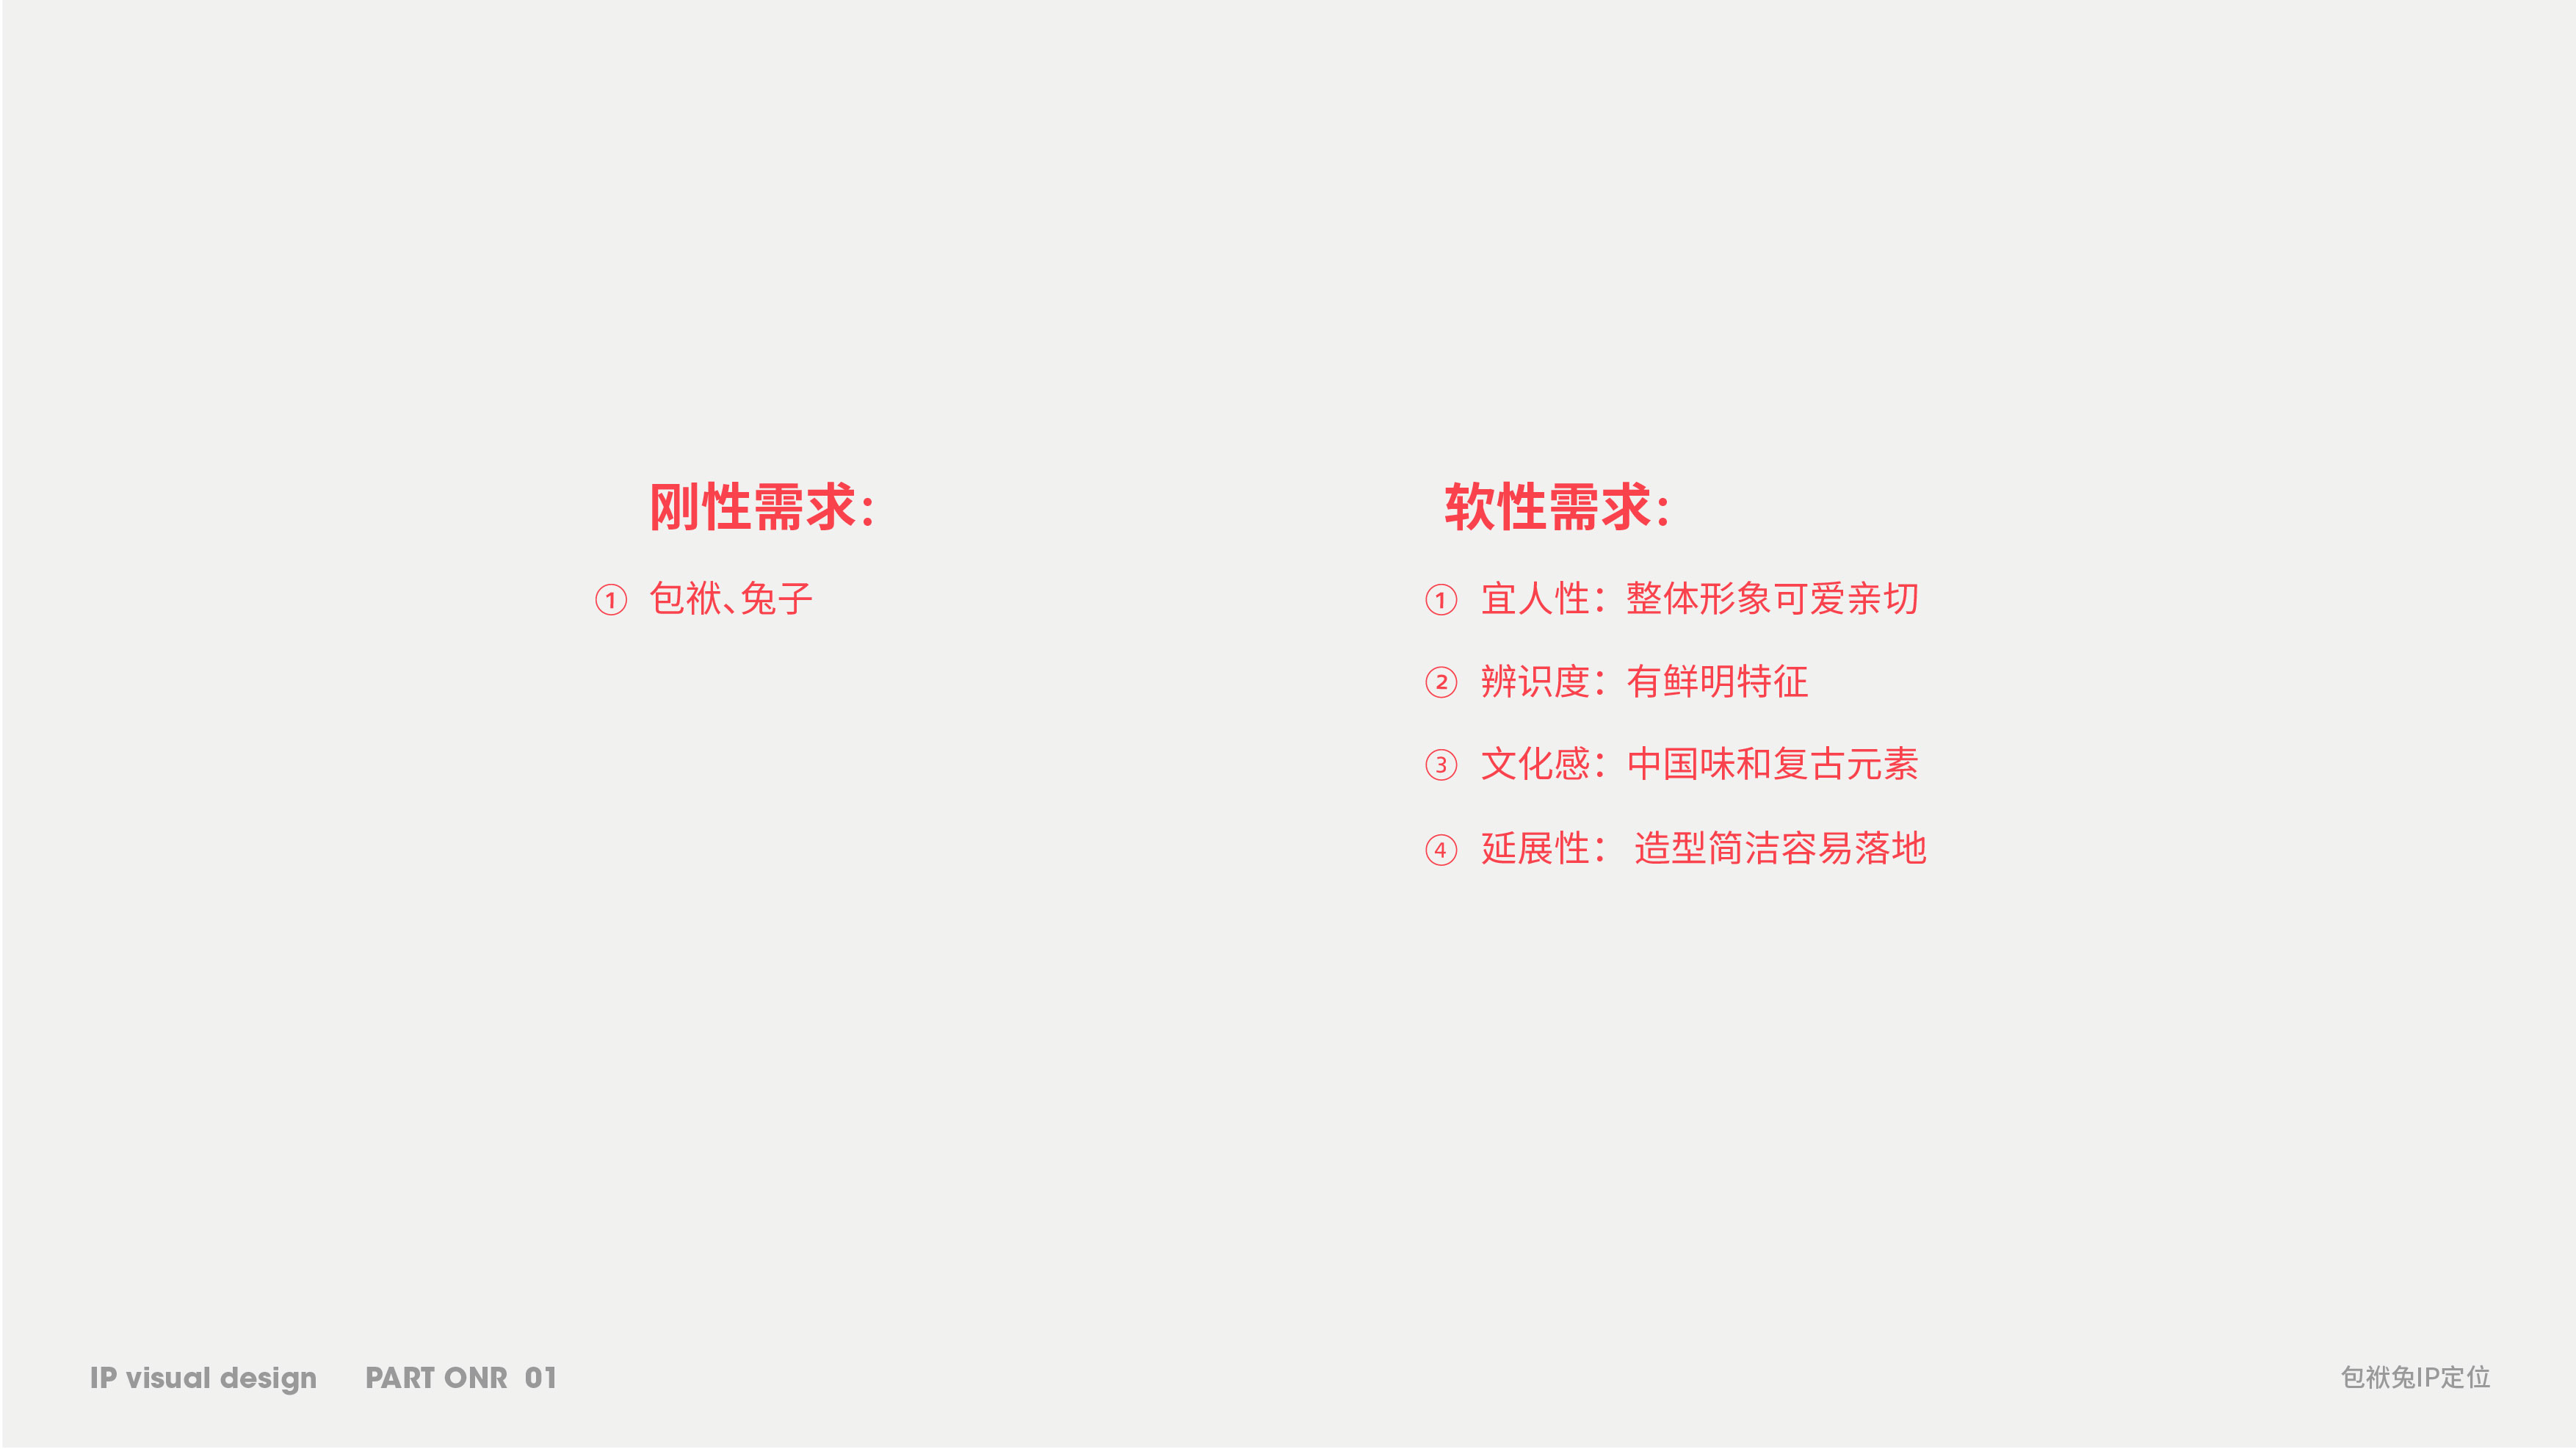 刚性需求：
① 包袱、兔子
软性需求：
① 宜人性：整体形象可爱亲切
② 辨识度：有鲜明特征
③ 文化感：中国味和复古元素
④ 延展性： 造型简洁容易落地
IP visual design PART ONR 01
包袱兔IP定位